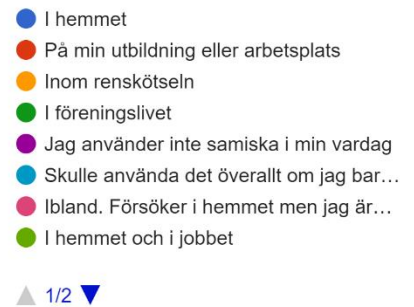 I hemmet
På min utbildning eller arbetsplats
Inom renskötseln
I föreningslivet
Jag använder inte samiska i min vardag
Skulle använda det överallt om jag bar…
Ibland. Försöker i hemmet men jag är…
I hemmet och i jobbet
1/2